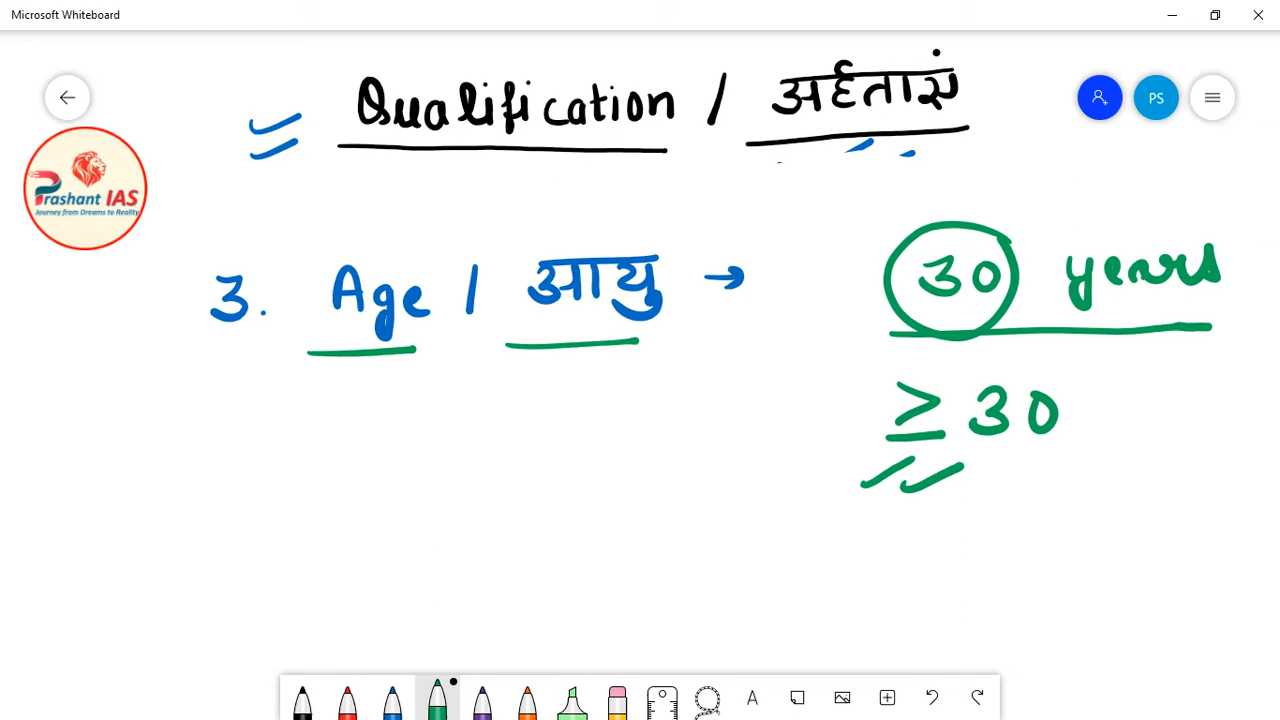 Microsoft Whiteboard
Qualification / अर्हताएं
PS
Prashant IAS
Journey from Dreams to Reality
3. Age / आयु → 30 years
≥ 30
A